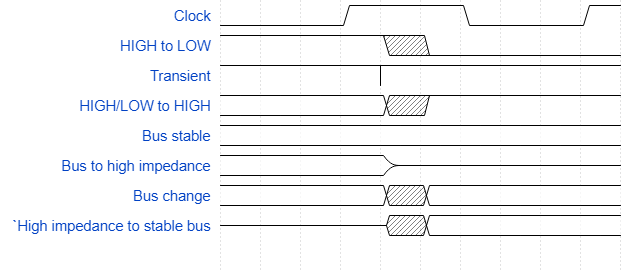 Clock
HIGH to LOW
Transient
HIGH/LOW to HIGH
Bus stable
Bus to high impedance
Bus change
`High impedance to stable bus